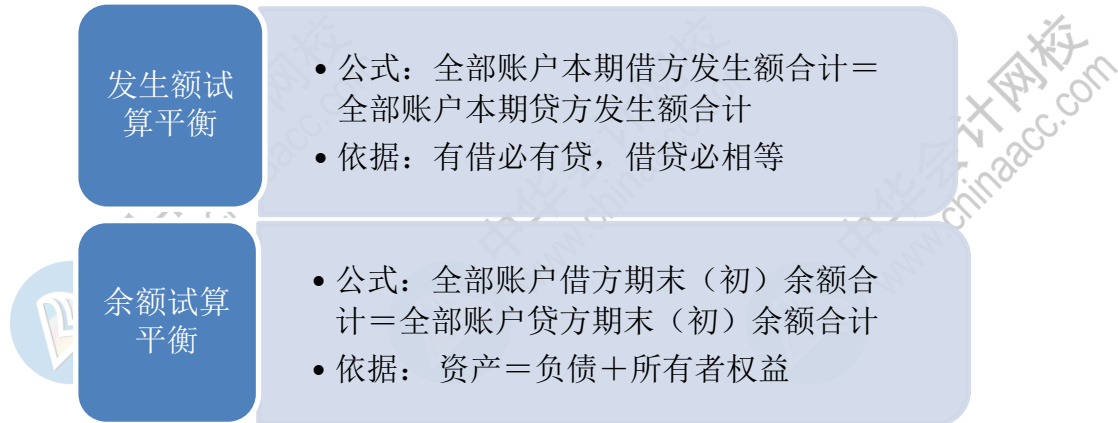 发生额试
算平衡
• 公式：全部账户本期借方发生额合计＝
全部账户本期贷方发生额合计
• 依据：有借必有贷，借贷必相等
余额试算
平衡
• 公式：全部账户借方期末（初）余额合
计＝全部账户贷方期末（初）余额合计
• 依据： 资产＝负债＋所有者权益
中华会计网校
www.chinaacc.com